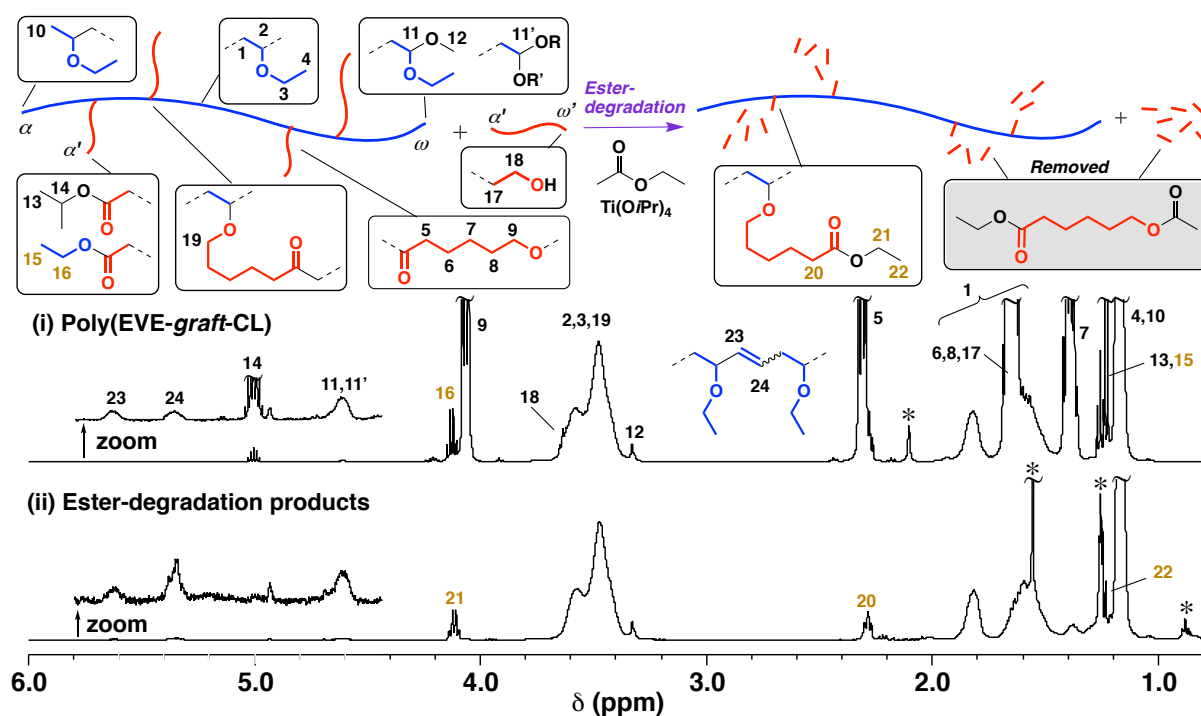 10
O
α
α'
2
1
O
4
3
11
O
12
O
11'
OR
OR'
ω
+
α'
ω'
18
OH
17
Ester-
degradation
O
O
Ti(OiPr)4
+
Removed
14
O
13
O
O
15
16
O
19
O
O
5
7
9
O
6
8
O
O
O
21
O
20
22
O
O
O
O
(i) Poly(EVE-graft-CL)
23
24
14
11,11'
zoom
16
9
18
2,3,19
12
23
24
O
O
5
*
1
6,8,17
7
4,10
13,15
(ii) Ester-degradation products
zoom
21
20
*
*
22
*
6.0
5.0
4.0
3.0
2.0
1.0
δ (ppm)